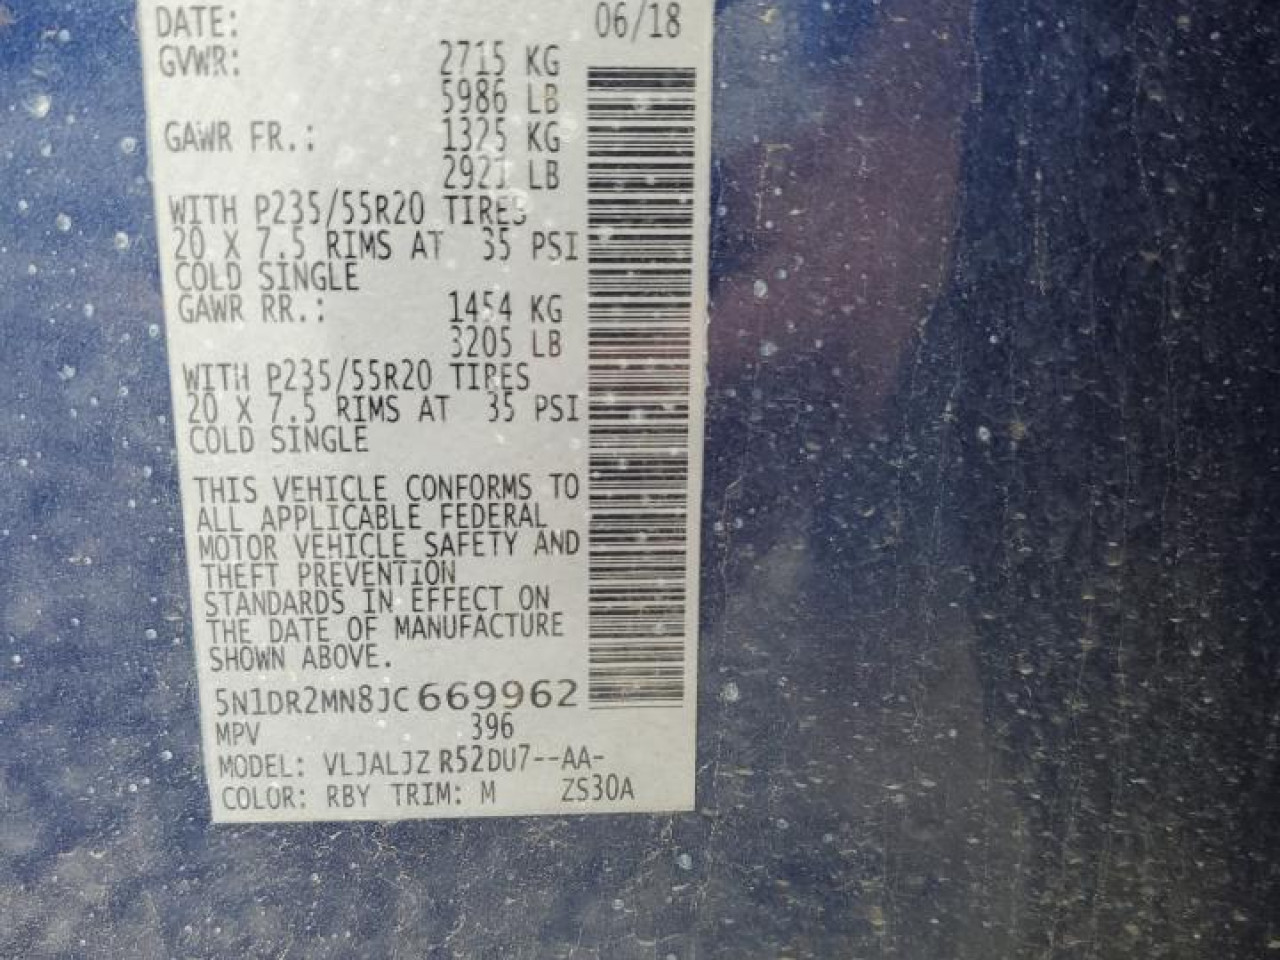 DATE: 06/18
GVWR: 2715 KG
5986 LB
GAWR FR.: 1325 KG
2921 LB
WITH P235/55R20 TIRES
20 X 7.5 RIMS AT 35 PSI
COLD SINGLE
GAWR RR.: 1454 KG
3205 LB
WITH P235/55R20 TIRES
20 X 7.5 RIMS AT 35 PSI
COLD SINGLE
THIS VEHICLE CONFORMS TO
ALL APPLICABLE FEDERAL
MOTOR VEHICLE SAFETY AND
THEFT PREVENTION
STANDARDS IN EFFECT ON
THE DATE OF MANUFACTURE
SHOWN ABOVE.
5N1DR2MN8JC669962
MPV 396
MODEL: VLJALJZ R52DU7--AA-
COLOR: RBY TRIM: M ZS30A